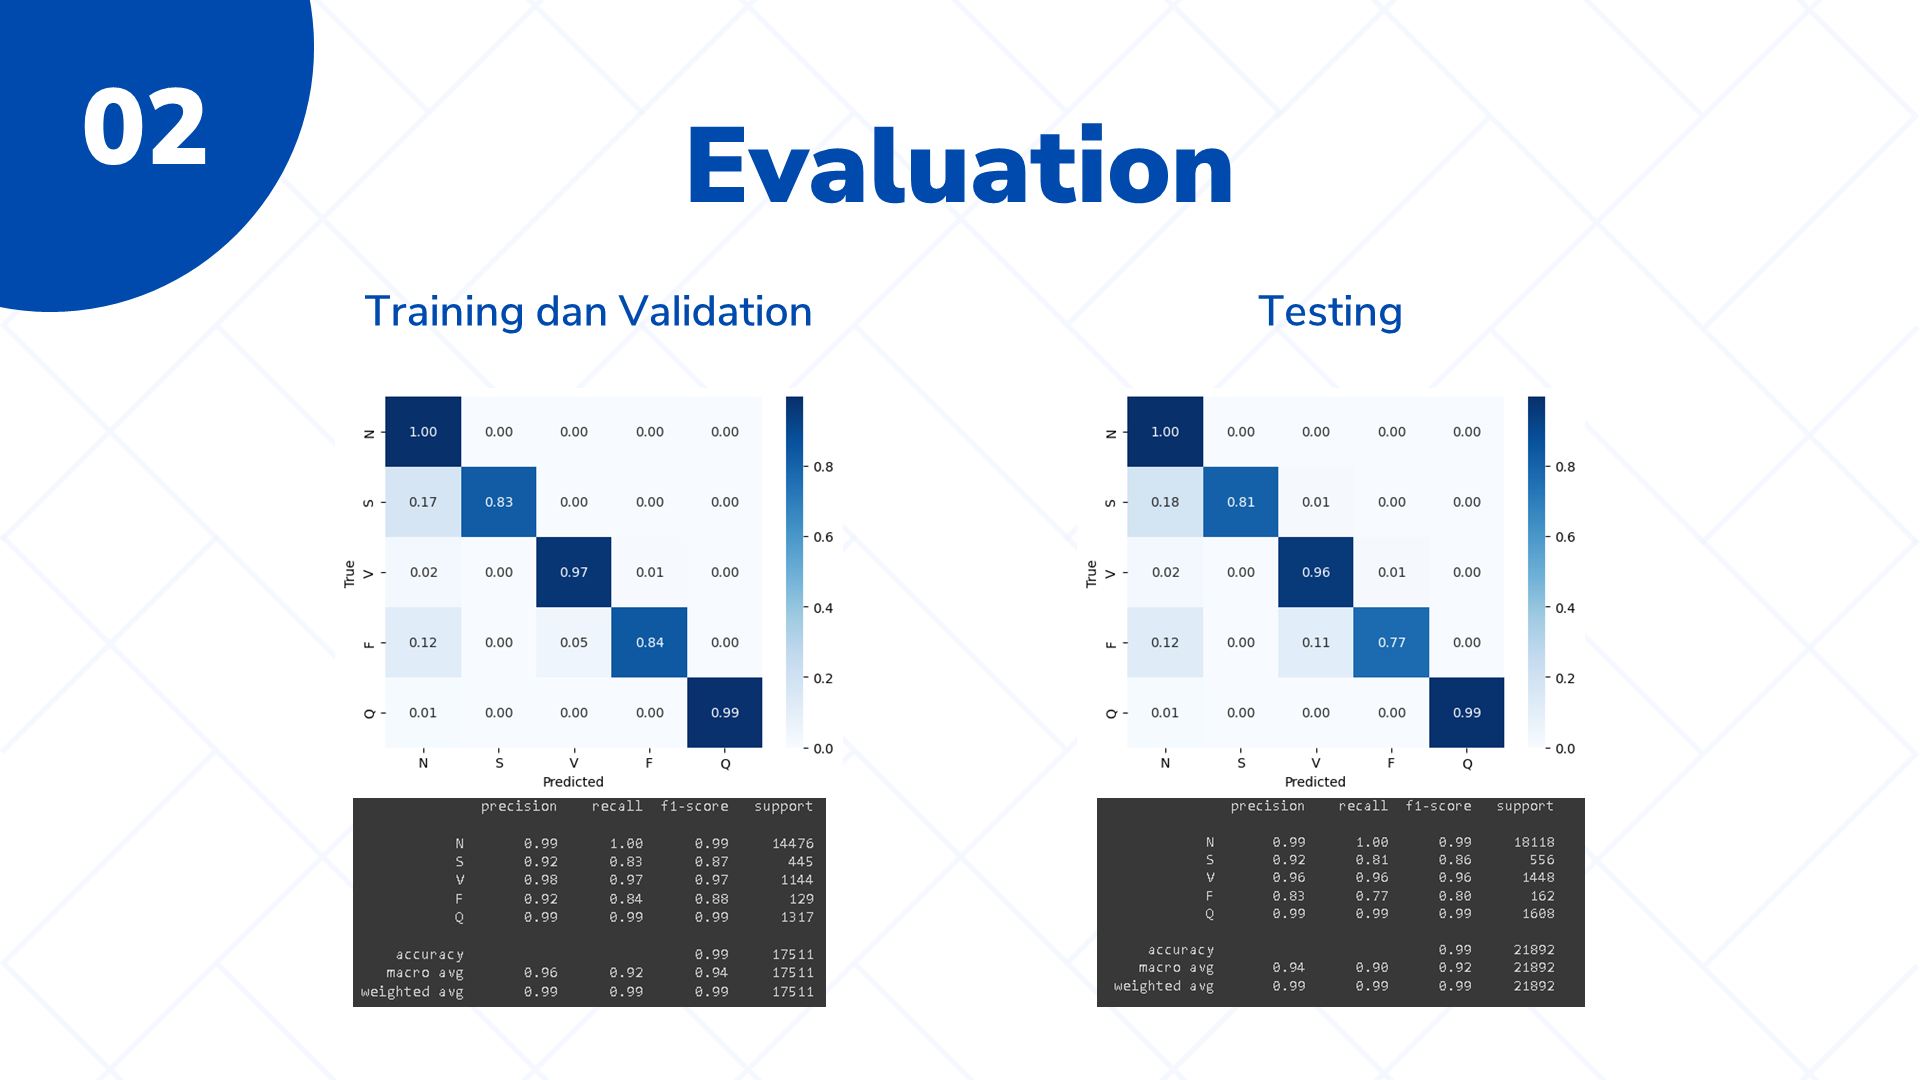 02
Evaluation
Training dan Validation
N 1.00 0.00 0.00 0.00 0.00
0.8
S 0.17 0.83 0.00 0.00 0.00
0.6
True
V 0.02 0.00 0.97 0.01 0.00
0.4
F 0.12 0.00 0.05 0.84 0.00
0.2
Q 0.01 0.00 0.00 0.00 0.99
0.0
N S V F Q
Predicted
precision recall f1-score support
N 0.99 1.00 0.99 14476
S 0.92 0.83 0.87 445
V 0.98 0.97 0.97 1144
F 0.92 0.84 0.88 129
Q 0.99 0.99 0.99 1317
accuracy 0.99 17511
macro avg 0.96 0.92 0.94 17511
weighted avg 0.99 0.99 0.99 17511
Testing
N 1.00 0.00 0.00 0.00 0.00
0.8
S 0.18 0.81 0.01 0.00 0.00
0.6
True
V 0.02 0.00 0.96 0.01 0.00
0.4
F 0.12 0.00 0.11 0.77 0.00
0.2
Q 0.01 0.00 0.00 0.00 0.99
0.0
N S V F Q
Predicted
precision recall f1-score support
N 0.99 1.00 0.99 18118
S 0.92 0.81 0.86 556
V 0.96 0.96 0.96 1448
F 0.83 0.77 0.80 162
Q 0.99 0.99 0.99 1608
accuracy 0.99 21892
macro avg 0.94 0.90 0.92 21892
weighted avg 0.99 0.99 0.99 21892